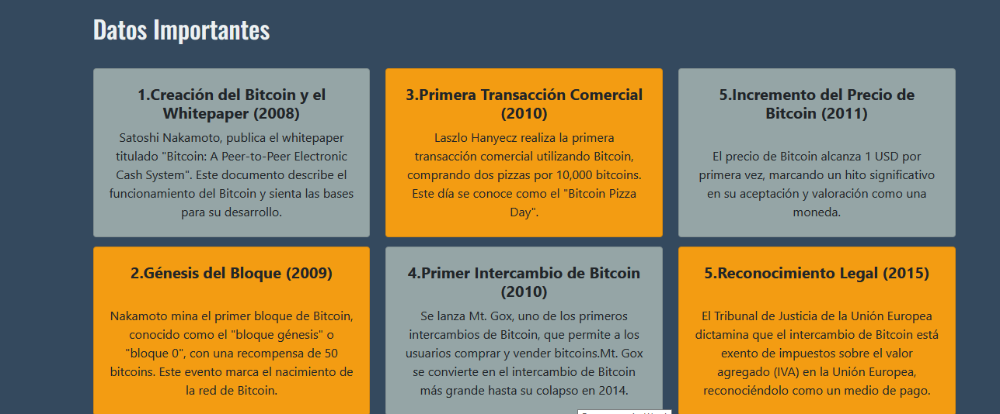 Datos Importantes
1.Creación del Bitcoin y el
Whitepaper (2008)
Satoshi Nakamoto, publica el whitepaper
titulado "Bitcoin: A Peer-to-Peer Electronic
Cash System". Este documento describe el
funcionamiento del Bitcoin y sienta las bases
para su desarrollo.
3.Primera Transacción Comercial
(2010)
Laszlo Hanyecz realiza la primera
transacción comercial utilizando Bitcoin,
comprando dos pizzas por 10,000 bitcoins.
Este día se conoce como el "Bitcoin Pizza
Day".
5.Incremento del Precio de
Bitcoin (2011)
El precio de Bitcoin alcanza 1 USD por
primera vez, marcando un hito significativo
en su aceptación y valoración como una
moneda.
2.Génesis del Bloque (2009)
Nakamoto mina el primer bloque de Bitcoin,
conocido como el "bloque génesis" o
"bloque 0", con una recompensa de 50
bitcoins. Este evento marca el nacimiento de
la red de Bitcoin.
4.Primer Intercambio de Bitcoin
(2010)
Se lanza Mt. Gox, uno de los primeros
intercambios de Bitcoin, que permite a los
usuarios comprar y vender bitcoins.Mt. Gox
se convierte en el intercambio de Bitcoin
más grande hasta su colapso en 2014.
5.Reconocimiento Legal (2015)
El Tribunal de Justicia de la Unión Europea
dictamina que el intercambio de Bitcoin está
exento de impuestos sobre el valor
agregado (IVA) en la Unión Europea,
reconociéndolo como un medio de pago.